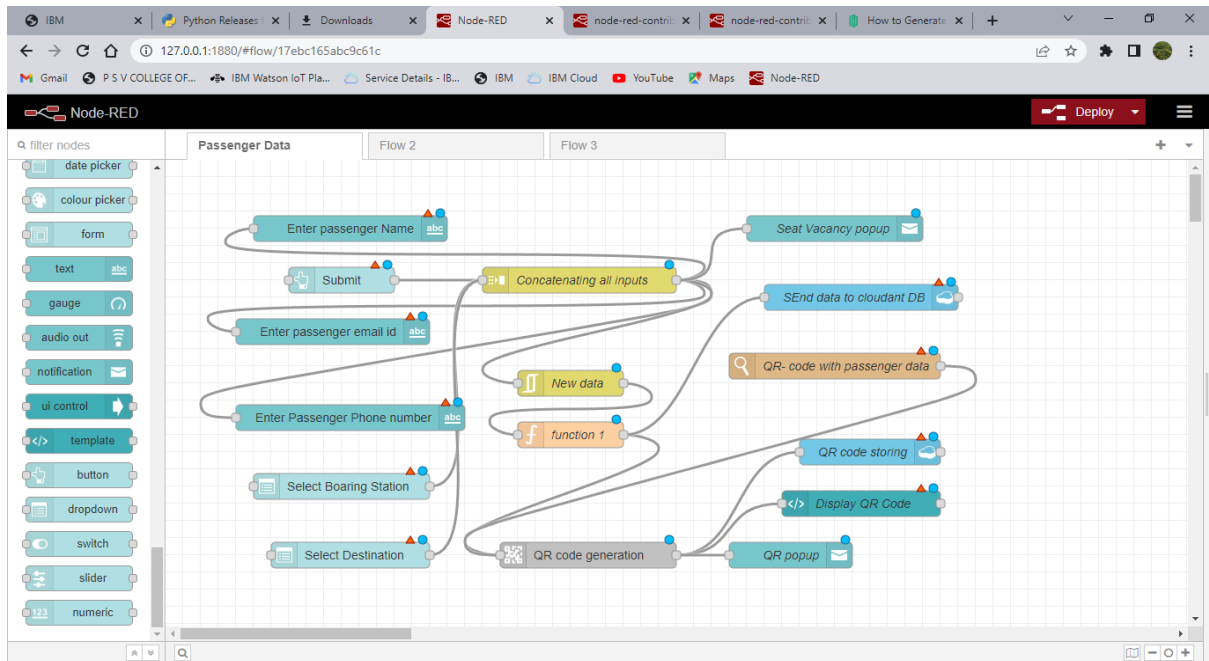 IBM
Python Releases
Downloads
Node-RED
node-red-contrib
node-red-contrib
How to Generate
127.0.0.1:1880/#flow/17ebc165abc9c61c
Gmail
P S V COLLEGE OF...
IBM Watson IoT Pla...
Service Details - IB...
IBM
IBM Cloud
YouTube
Maps
Node-RED
Node-RED
Deploy
filter nodes
Passenger Data
Flow 2
Flow 3
date picker
colour picker
form
text
abc
gauge
audio out
notification
ui control
</> template
button
dropdown
switch
slider
123
numeric
Enter passenger Name abc
Submit
Enter passenger email id abc
Enter Passenger Phone number abc
Select Boaring Station
Select Destination
Concatenating all inputs
New data
f function 1
QR code generation
Seat Vacancy popup
SEnd data to cloudant DB
QR- code with passenger data
QR code storing
</> Display QR Code
QR popup